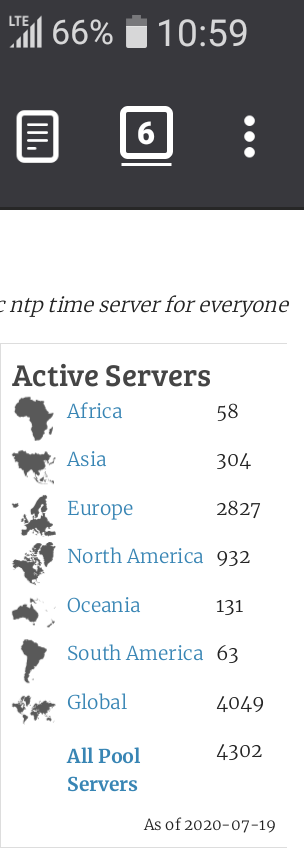 LTE 66% 10:59
6
ntp time server for everyone
Active Servers
Africa 58
Asia 304
Europe 2827
North America 932
Oceania 131
South America 63
Global 4049
All Pool 4302
Servers
As of 2020-07-19